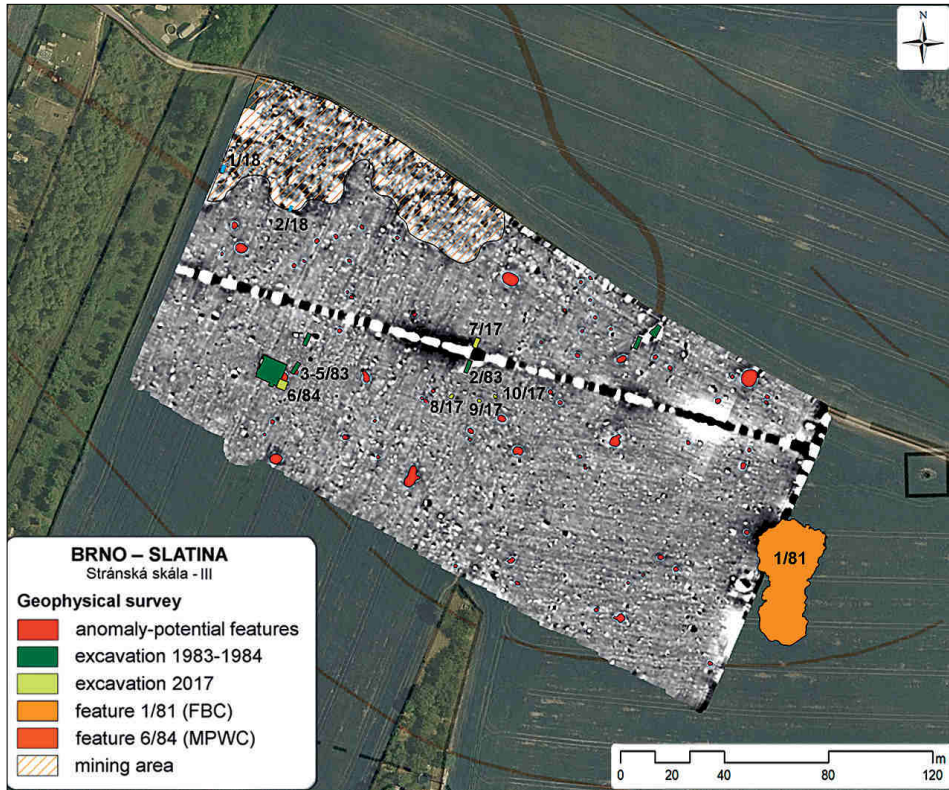 N
1/18
2/18
7/17
3-5/83
2/83
6/84
8/17
9/17
10/17
1/81
BRNO – SLATINA
Stránská skála - III
Geophysical survey
anomaly-potential features
excavation 1983-1984
excavation 2017
feature 1/81 (FBC)
feature 6/84 (MPWC)
mining area
m
0 20 40 80 120